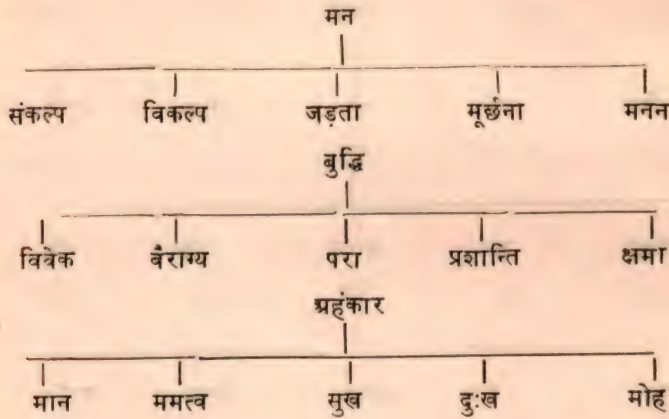 मन
संकल्प विकल्प जड़ता मूर्छना मनन
बुद्धि
विवेक वैराग्य परा प्रशान्ति क्षमा
अहंकार
मान ममत्व सुख दुःख मोह